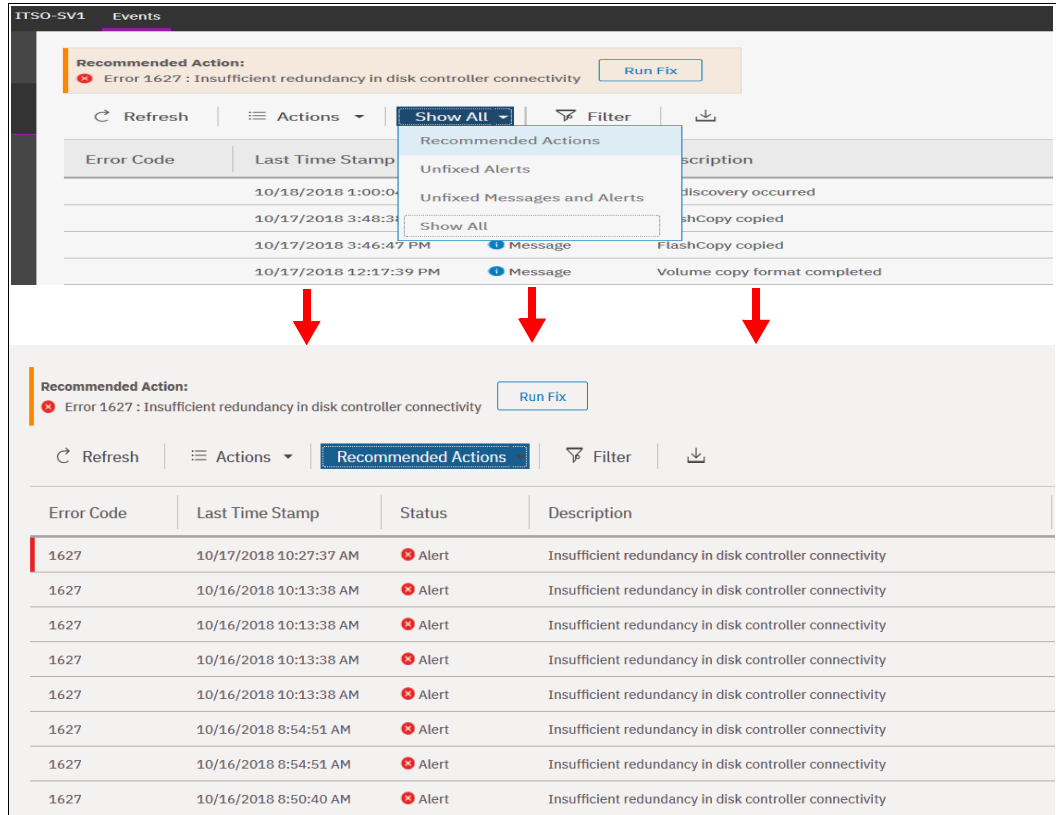 ITSO-SV1 Events
Recommended Action:
Error 1627 : Insufficient redundancy in disk controller connectivity Run Fix
Refresh Actions Show All Filter
Recommended Actions
Unfixed Alerts
Unfixed Messages and Alerts
Show All
Error Code Last Time Stamp scription
10/18/2018 1:00:04 discovery occurred
10/17/2018 3:48:38 shCopy copied
10/17/2018 3:46:47 PM Message FlashCopy copied
10/17/2018 12:17:39 PM Message Volume copy format completed
Recommended Action:
Error 1627 : Insufficient redundancy in disk controller connectivity Run Fix
Refresh Actions Recommended Actions Filter
Error Code Last Time Stamp Status Description
1627 10/17/2018 10:27:37 AM Alert Insufficient redundancy in disk controller connectivity
1627 10/16/2018 10:13:38 AM Alert Insufficient redundancy in disk controller connectivity
1627 10/16/2018 10:13:38 AM Alert Insufficient redundancy in disk controller connectivity
1627 10/16/2018 10:13:38 AM Alert Insufficient redundancy in disk controller connectivity
1627 10/16/2018 10:13:38 AM Alert Insufficient redundancy in disk controller connectivity
1627 10/16/2018 8:54:51 AM Alert Insufficient redundancy in disk controller connectivity
1627 10/16/2018 8:54:51 AM Alert Insufficient redundancy in disk controller connectivity
1627 10/16/2018 8:50:40 AM Alert Insufficient redundancy in disk controller connectivity